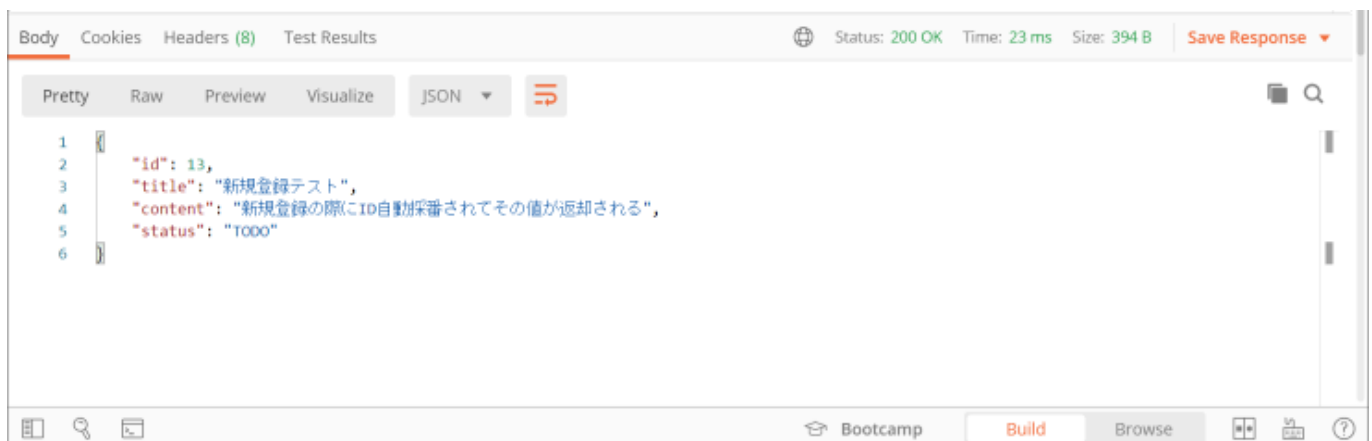 Body Cookies Headers (8) Test Results Status: 200 OK Time: 23 ms Size: 394 B Save Response
Pretty Raw Preview Visualize JSON
1 {
2 "id": 13,
3 "title": "新規登録テスト",
4 "content": "新規登録の際にID自動採番されてその値が返却される",
5 "status": "TODO"
6 }
Bootcamp Build Browse